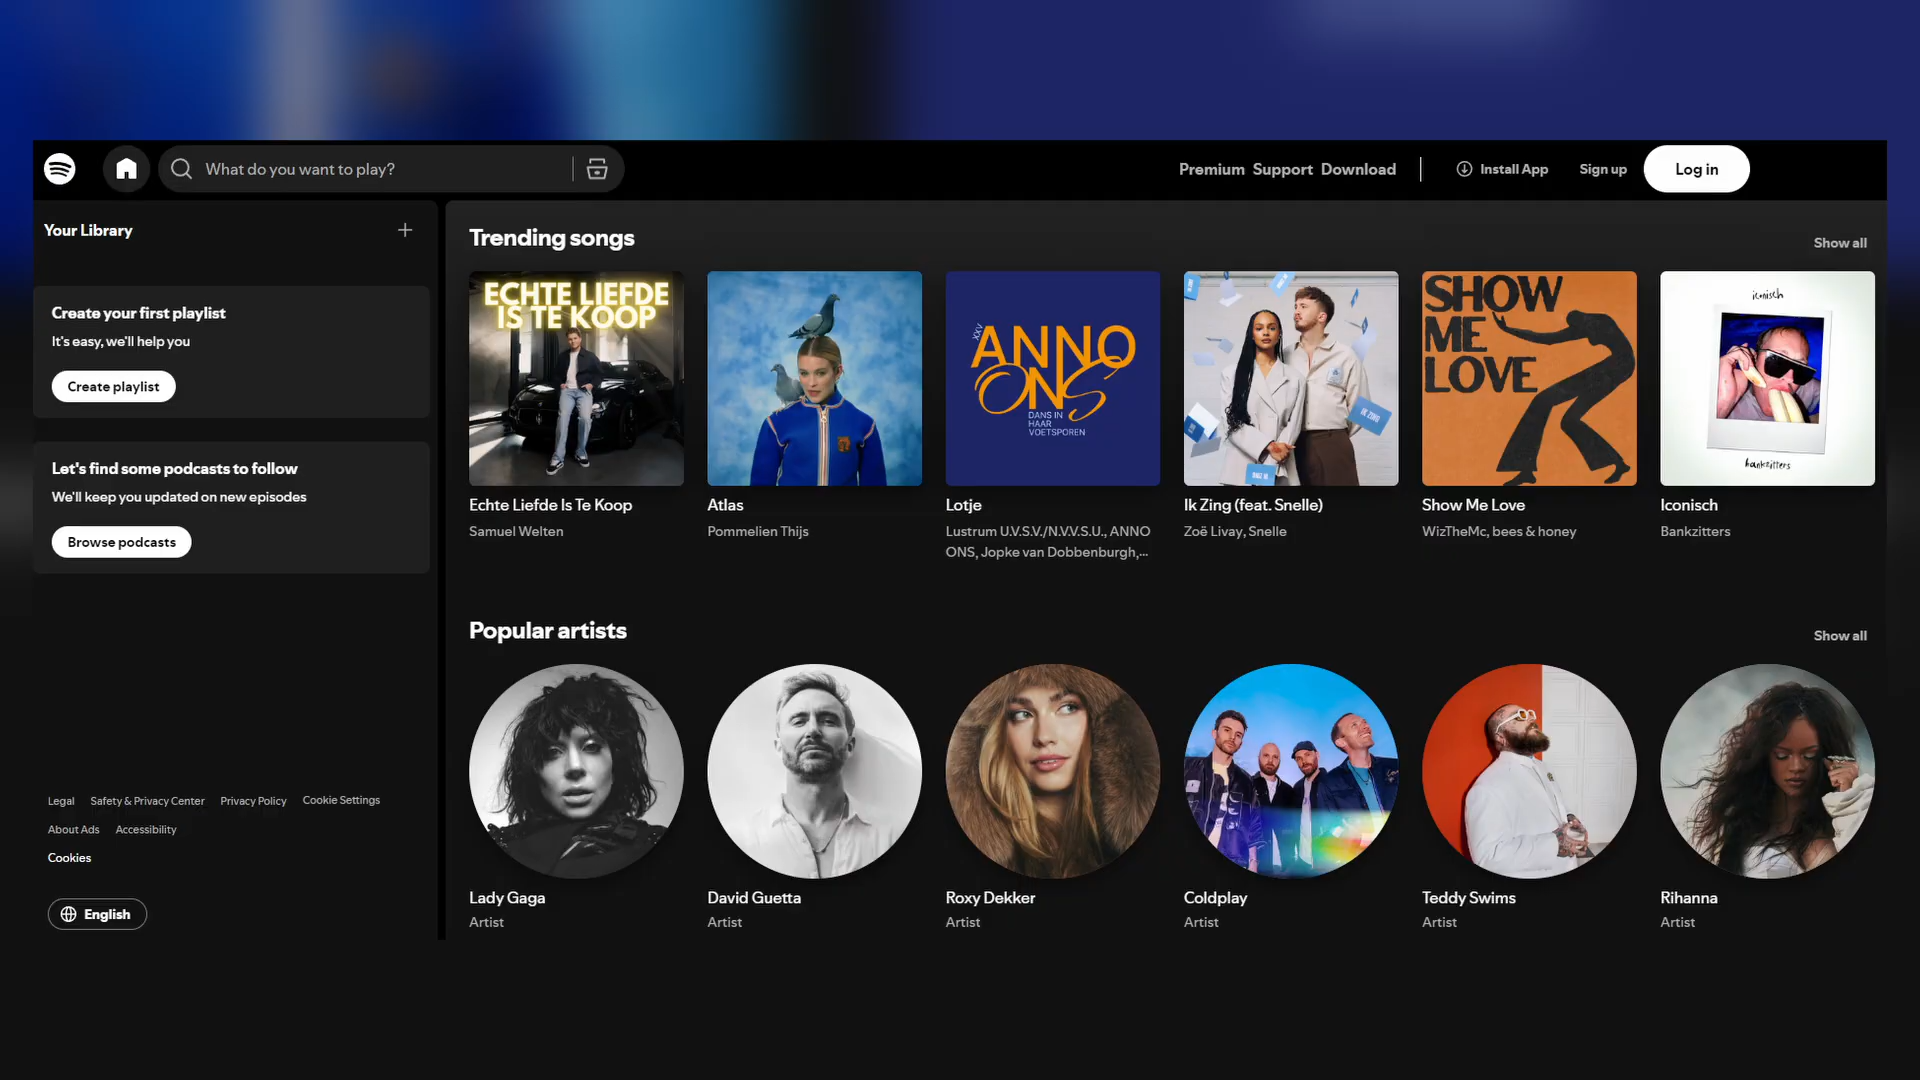 What do you want to play?
Premium Support Download
Install App
Sign up
Log in
Your Library
Create your first playlist
It's easy, we'll help you
Create playlist
Let's find some podcasts to follow
We'll keep you updated on new episodes
Browse podcasts
Legal Safety & Privacy Center Privacy Policy Cookie Settings
About Ads Accessibility
Cookies
English
Trending songs
Show all
ECHTE LIEFDE
IS TE KOOP
Echte Liefde Is Te Koop
Samuel Welten
Atlas
Pommelien Thijs
XXV
ANNO
ONS
DANS IN
HAAR
VOETSPOREN
Lotje
Lustrum U.V.S.V./N.V.V.S.U., ANNO
ONS, Jopke van Dobbenburgh,...
IK ZING
Ik Zing (feat. Snelle)
Zoë Livay, Snelle
SHOW
ME
LOVE
Show Me Love
WizTheMc, bees & honey
iconisch
bankzitters
Iconisch
Bankzitters
Popular artists
Show all
Lady Gaga
Artist
David Guetta
Artist
Roxy Dekker
Artist
Coldplay
Artist
Teddy Swims
Artist
Rihanna
Artist